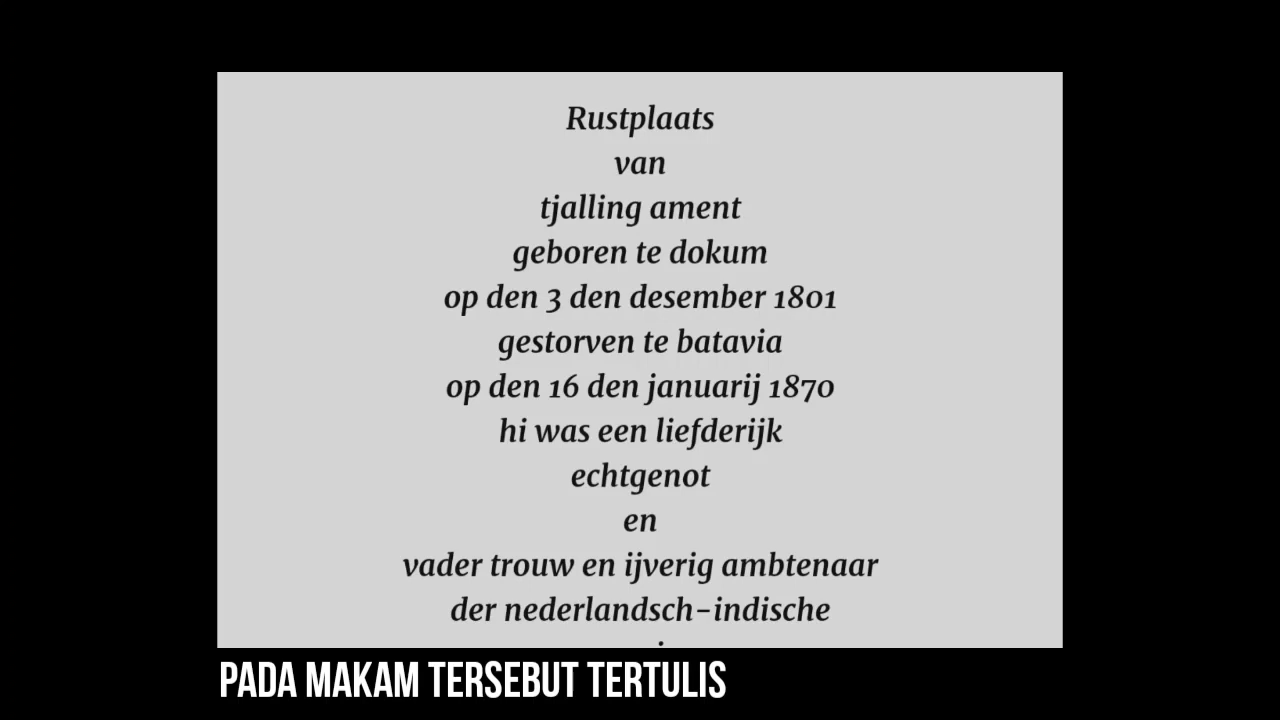 Rustplaats
van
tjalling ament
geboren te dokum
op den 3 den desember 1801
gestorven te batavia
op den 16 den januarij 1870
hi was een liefderijk
echtgenot
en
vader trouw en ijverig ambtenaar
der nederlandsch-indische
PADA MAKAM TERSEBUT TERTULIS